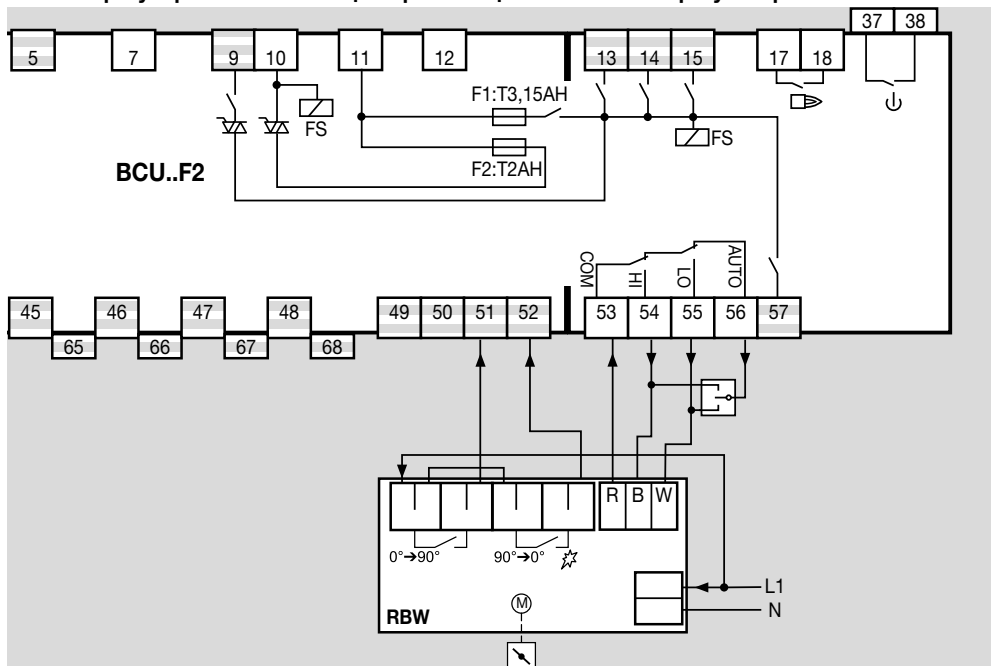 37 38
5 7 9 10 11 12 13 14 15 17 18
F1:T3,15AH
FS
FS
F2:T2AH
BCU..F2
COM HI LO AUTO
45 46 47 48 49 50 51 52 53 54 55 56 57
65 66 67 68
R B W
0°➔90° 90°➔0°
L1
RBW M N